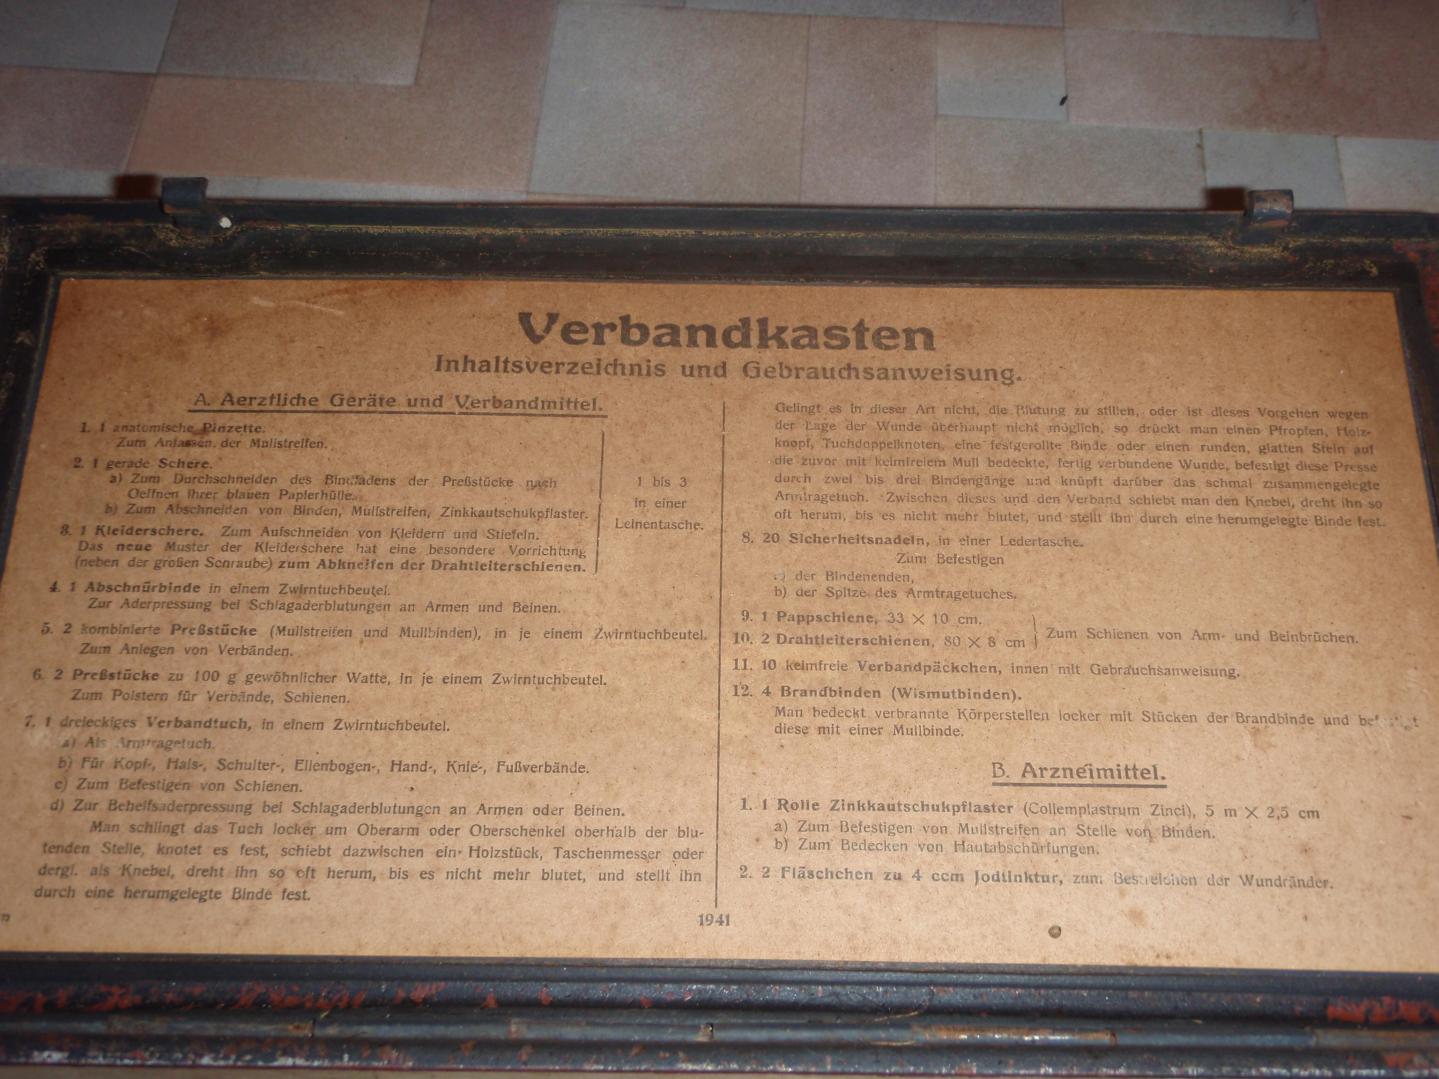 Verbandkasten
Inhaltsverzeichnis und Gebrauchsanweisung.
A. Aerztliche Geräte und Verbandmittel.
1. 1 anatomische Pinzette.
Zum Anfassen der Mullstreifen.
2. 1 gerade Schere.
a) Zum Durchschneiden des Bindfadens der Preßstücke nach
Oeffnen ihrer blauen Papierhülle.
b) Zum Abschneiden von Binden, Mullstreifen, Zinkkautschukpflaster.
3. 1 Kleiderschere. Zum Aufschneiden von Kleidern und Stiefeln.
Das neue Muster der Kleiderschere hat eine besondere Vorrichtung
(neben der großen Schraube) zum Abkneifen der Drahtleiterschienen.
1 bis 3
in einer
Leinentasche.
4. 1 Abschnürbinde in einem Zwirntuchbeutel.
Zur Aderpressung bei Schlagaderblutungen an Armen und Beinen.
5. 2 kombinierte Preßstücke (Mullstreifen und Mullbinden), in je einem Zwirntuchbeutel.
Zum Anlegen von Verbänden.
6. 2 Preßstücke zu 100 g gewöhnlicher Watte, in je einem Zwirntuchbeutel.
Zum Polstern für Verbände, Schienen.
7. 1 dreieckiges Verbandtuch, in einem Zwirntuchbeutel.
a) Als Armtragetuch.
b) Für Kopf-, Hals-, Schulter-, Ellenbogen-, Hand-, Knie-, Fußverbände.
c) Zum Befestigen von Schienen.
d) Zur Behelfsaderpressung bei Schlagaderblutungen an Armen oder Beinen.
Man schlingt das Tuch locker um Oberarm oder Oberschenkel oberhalb der blu-
tenden Stelle, knotet es fest, schiebt dazwischen ein Holzstück, Taschenmesser oder
dergl. als Knebel, dreht ihn so oft herum, bis es nicht mehr blutet, und stellt ihn
durch eine herumgelegte Binde fest.
Gelingt es in dieser Art nicht, die Blutung zu stillen, oder ist dieses Vorgehen wegen
der Lage der Wunde überhaupt nicht möglich, so drückt man einen Pfropfen, Holz-
knopf, Tuchdoppelknoten, eine festgerollte Binde oder einen runden, glatten Stein auf
die zuvor mit keimfreiem Mull bedeckte, fertig verbundene Wunde, befestigt diese Presse
durch zwei bis drei Bindengänge und knüpft darüber das schmal zusammengelegte
Armtragetuch. Zwischen dieses und den Verband schiebt man den Knebel, dreht ihn so
oft herum, bis es nicht mehr blutet, und stellt ihn durch eine herumgelegte Binde fest.
8. 20 Sicherheitsnadeln, in einer Ledertasche.
Zum Befestigen
a) der Bindenenden,
b) der Spitze des Armtragetuches.
9. 1 Pappschiene, 33 × 10 cm.
10. 2 Drahtleiterschienen, 80 × 8 cm
Zum Schienen von Arm- und Beinbrüchen.
11. 10 keimfreie Verbandpäckchen, innen mit Gebrauchsanweisung.
12. 4 Brandbinden (Wismutbinden).
Man bedeckt verbrannte Körperstellen locker mit Stücken der Brandbinde und
diese mit einer Mullbinde.
B. Arzneimittel.
1. 1 Rolle Zinkkautschukpflaster (Collemplastrum Zinci), 5 m × 2,5 cm
a) Zum Befestigen von Mullstreifen an Stelle von Binden.
b) Zum Bedecken von Hautabschürfungen.
2. 2 Fläschchen zu 4 ccm Jodtinktur, zum Bestreichen der Wundränder.
1941